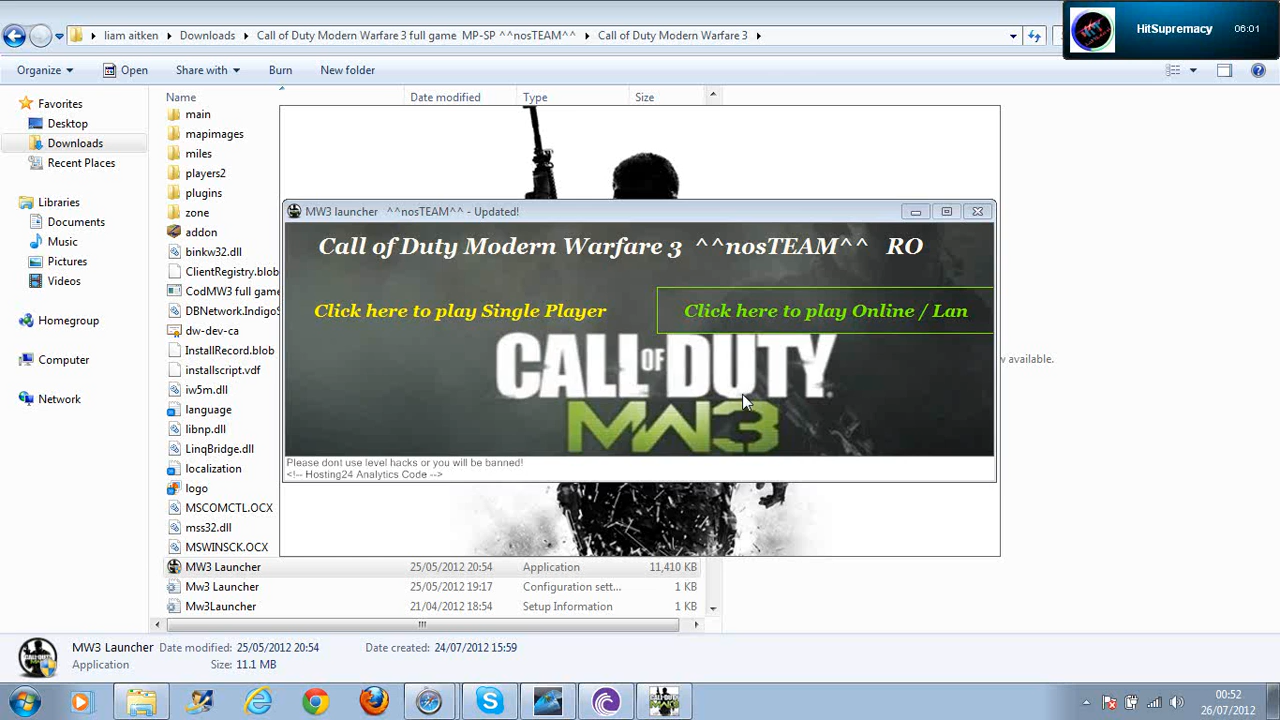 liam aitken
Downloads
Call of Duty Modern Warfare 3 full game MP-SP ^^nosTEAM^^
Call of Duty Modern Warfare 3
HitSupremacy
06:01
Organize
Open
Share with
Burn
New folder
Favorites
Desktop
Downloads
Recent Places
Libraries
Documents
Music
Pictures
Videos
Homegroup
Computer
Network
Name
Date modified
Type
Size
main
mapimages
miles
players2
plugins
zone
addon
binkw32.dll
ClientRegistry.blob
CodMW3 full game
DBNetwork.IndigoS
dw-dev-ca
InstallRecord.blob
installscript.vdf
iw5m.dll
language
libnp.dll
LinqBridge.dll
localization
logo
MSCOMCTL.OCX
mss32.dll
MSWINSCK.OCX
MW3 Launcher 25/05/2012 20:54 Application 11,410 KB
Mw3 Launcher 25/05/2012 19:17 Configuration sett... 1 KB
Mw3Launcher 21/04/2012 18:54 Setup Information 1 KB
MW3 launcher ^^nosTEAM^^ - Updated!
Call of Duty Modern Warfare 3 ^^nosTEAM^^ RO
Click here to play Single Player
Click here to play Online / Lan
CALL OF DUTY
MW3
Please dont use level hacks or you will be banned!
<!-- Hosting24 Analytics Code -->
available.
MW3 Launcher Date modified: 25/05/2012 20:54 Date created: 24/07/2012 15:59
Application Size: 11.1 MB
00:52
26/07/2012